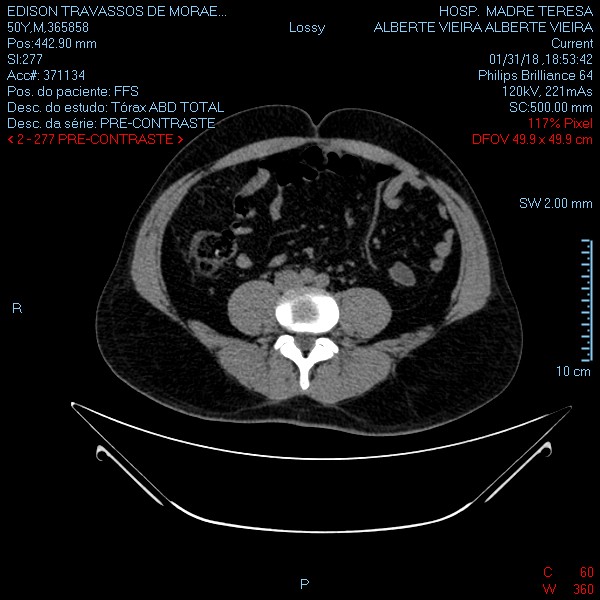 EDISON TRAVASSOS DE MORAE...
50Y,M,365858
Pos:442.90 mm
Sl:277
Acc#: 371134
Pos. do paciente: FFS
Desc. do estudo: Tórax ABD TOTAL
Desc. da série: PRE-CONTRASTE
< 2 - 277 PRE-CONTRASTE >
Lossy
HOSP. MADRE TERESA
ALBERTE VIEIRA ALBERTE VIEIRA
Current
01/31/18 ,18:53:42
Philips Brilliance 64
120kV, 221mAs
SC:500.00 mm
117% Pixel
DFOV 49.9 x 49.9 cm
SW 2.00 mm
R
10 cm
P
C 60
W 360